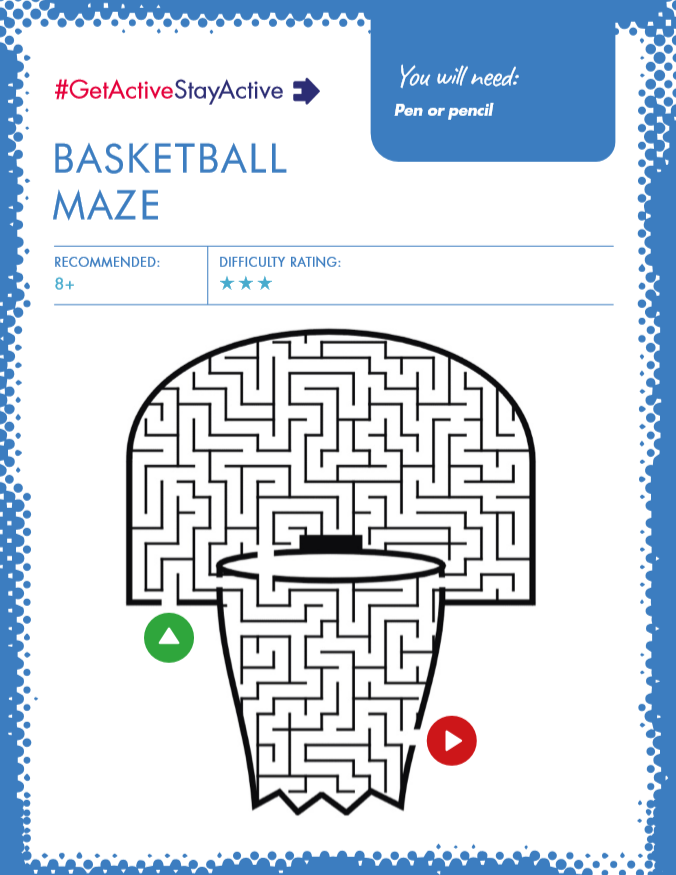 #GetActiveStayActive
You will need:
Pen or pencil
BASKETBALL
MAZE
RECOMMENDED:
8+
DIFFICULTY RATING:
★★★